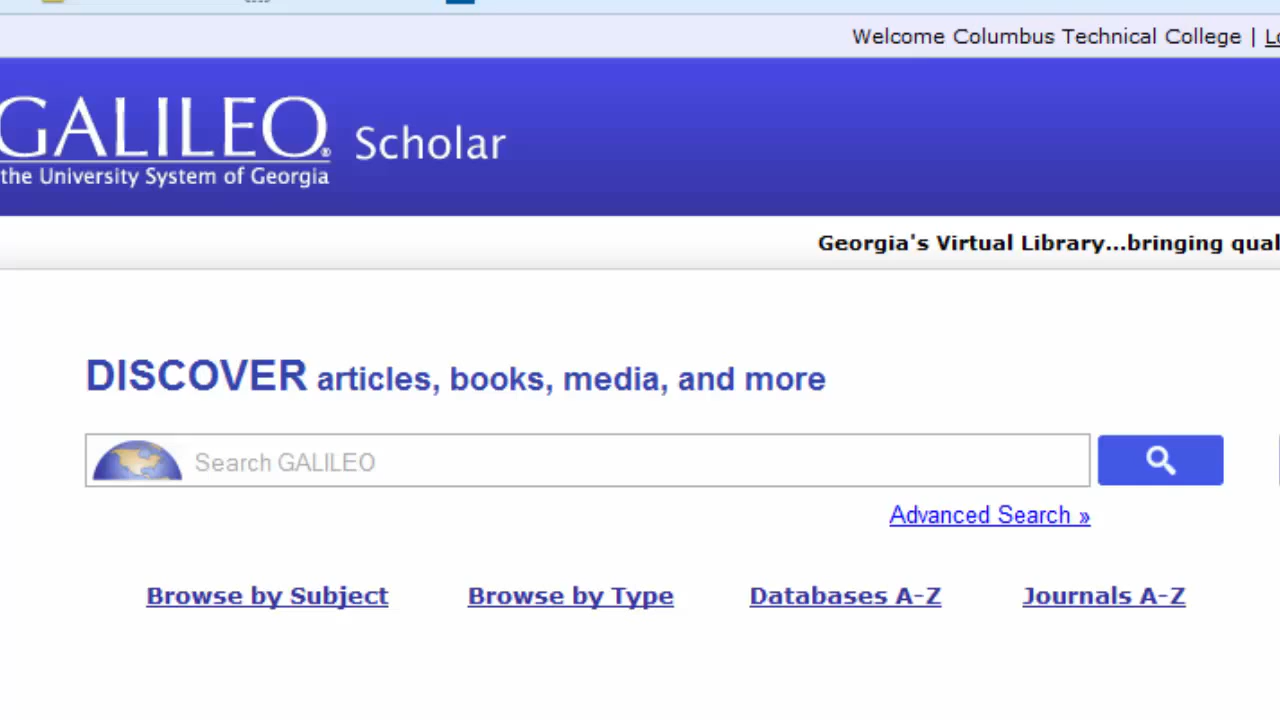 Welcome Columbus Technical College |
GALILEO® Scholar
the University System of Georgia
Georgia's Virtual Library...bringing
DISCOVER articles, books, media, and more
Search GALILEO
Advanced Search »
Browse by Subject Browse by Type Databases A-Z Journals A-Z